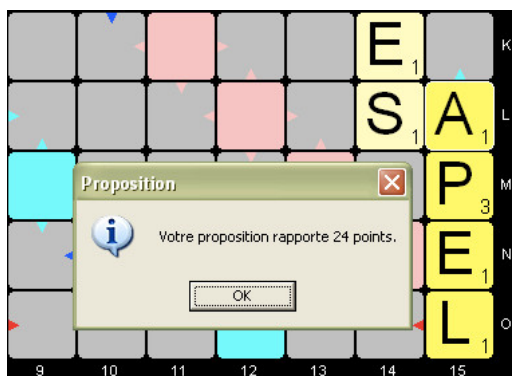 E1
K
S1 A1
L
Proposition
P3
M
Votre proposition rapporte 24 points.
E1
N
OK
L1
O
9 10 11 12 13 14 15